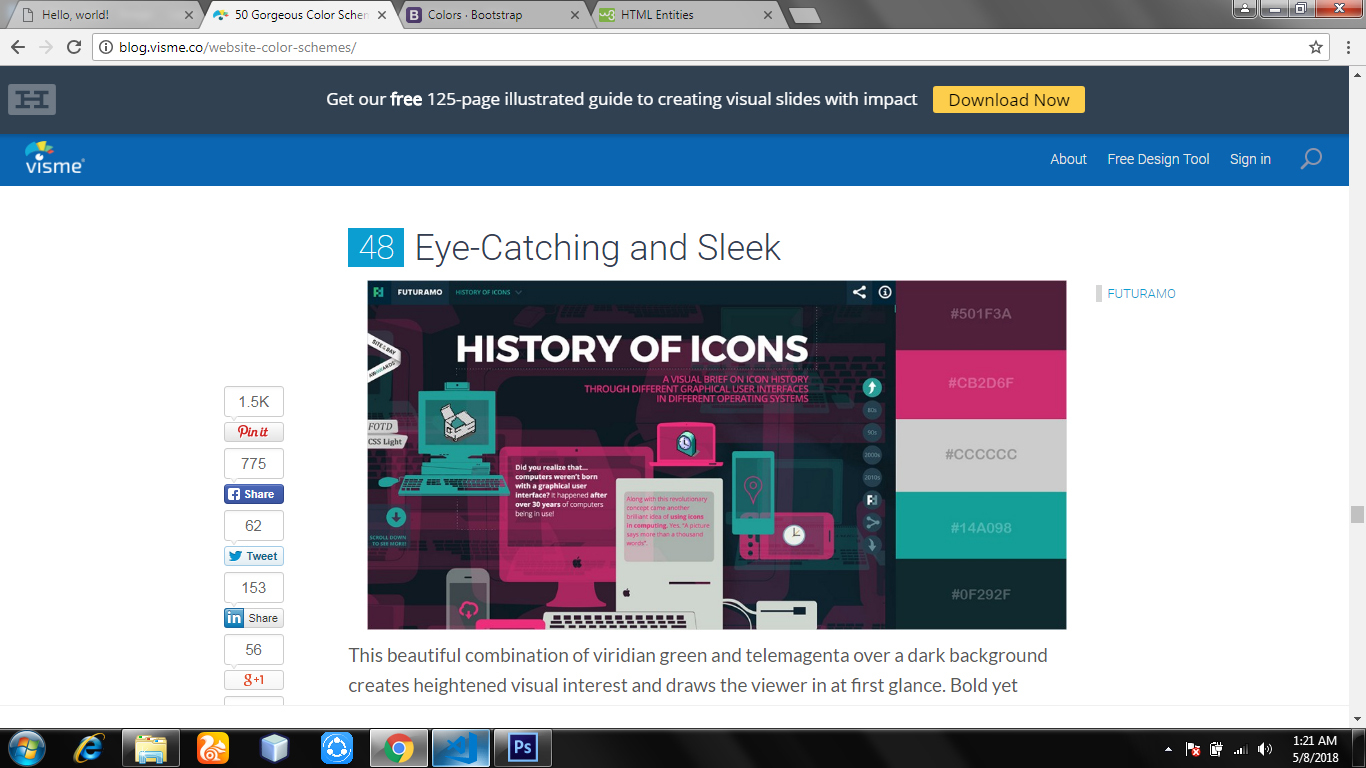 Hello, world!
50 Gorgeous Color Schem
Colors · Bootstrap
HTML Entities
blog.visme.co/website-color-schemes/
Get our free 125-page illustrated guide to creating visual slides with impact
Download Now
visme
About
Free Design Tool
Sign in
48 Eye-Catching and Sleek
FUTURAMO
HISTORY OF ICONS
FUTURAMO
HISTORY OF ICONS
A VISUAL BRIEF ON ICON HISTORY
THROUGH DIFFERENT GRAPHICAL USER INTERFACES
IN DIFFERENT OPERATING SYSTEMS
SITE OF THE DAY
AWWWARDS
FOTD
CSS Light
80s
90s
2000s
2010s
Did you realize that...
computers weren't born
with a graphical user
interface? It happened after
over 30 years of computers
being in use!
Along with this revolutionary
concept came another
brilliant idea of using icons
in computing. Yes, "A picture
says more than a thousand
words".
SCROLL DOWN
TO SEE MORE!
#501F3A
#CB2D6F
#CCCCCC
#14A098
#0F292F
1.5K
Pin it
775
Share
62
Tweet
153
in Share
56
g+1
This beautiful combination of viridian green and telemagenta over a dark background
creates heightened visual interest and draws the viewer in at first glance. Bold yet
Ps
1:21 AM
5/8/2018